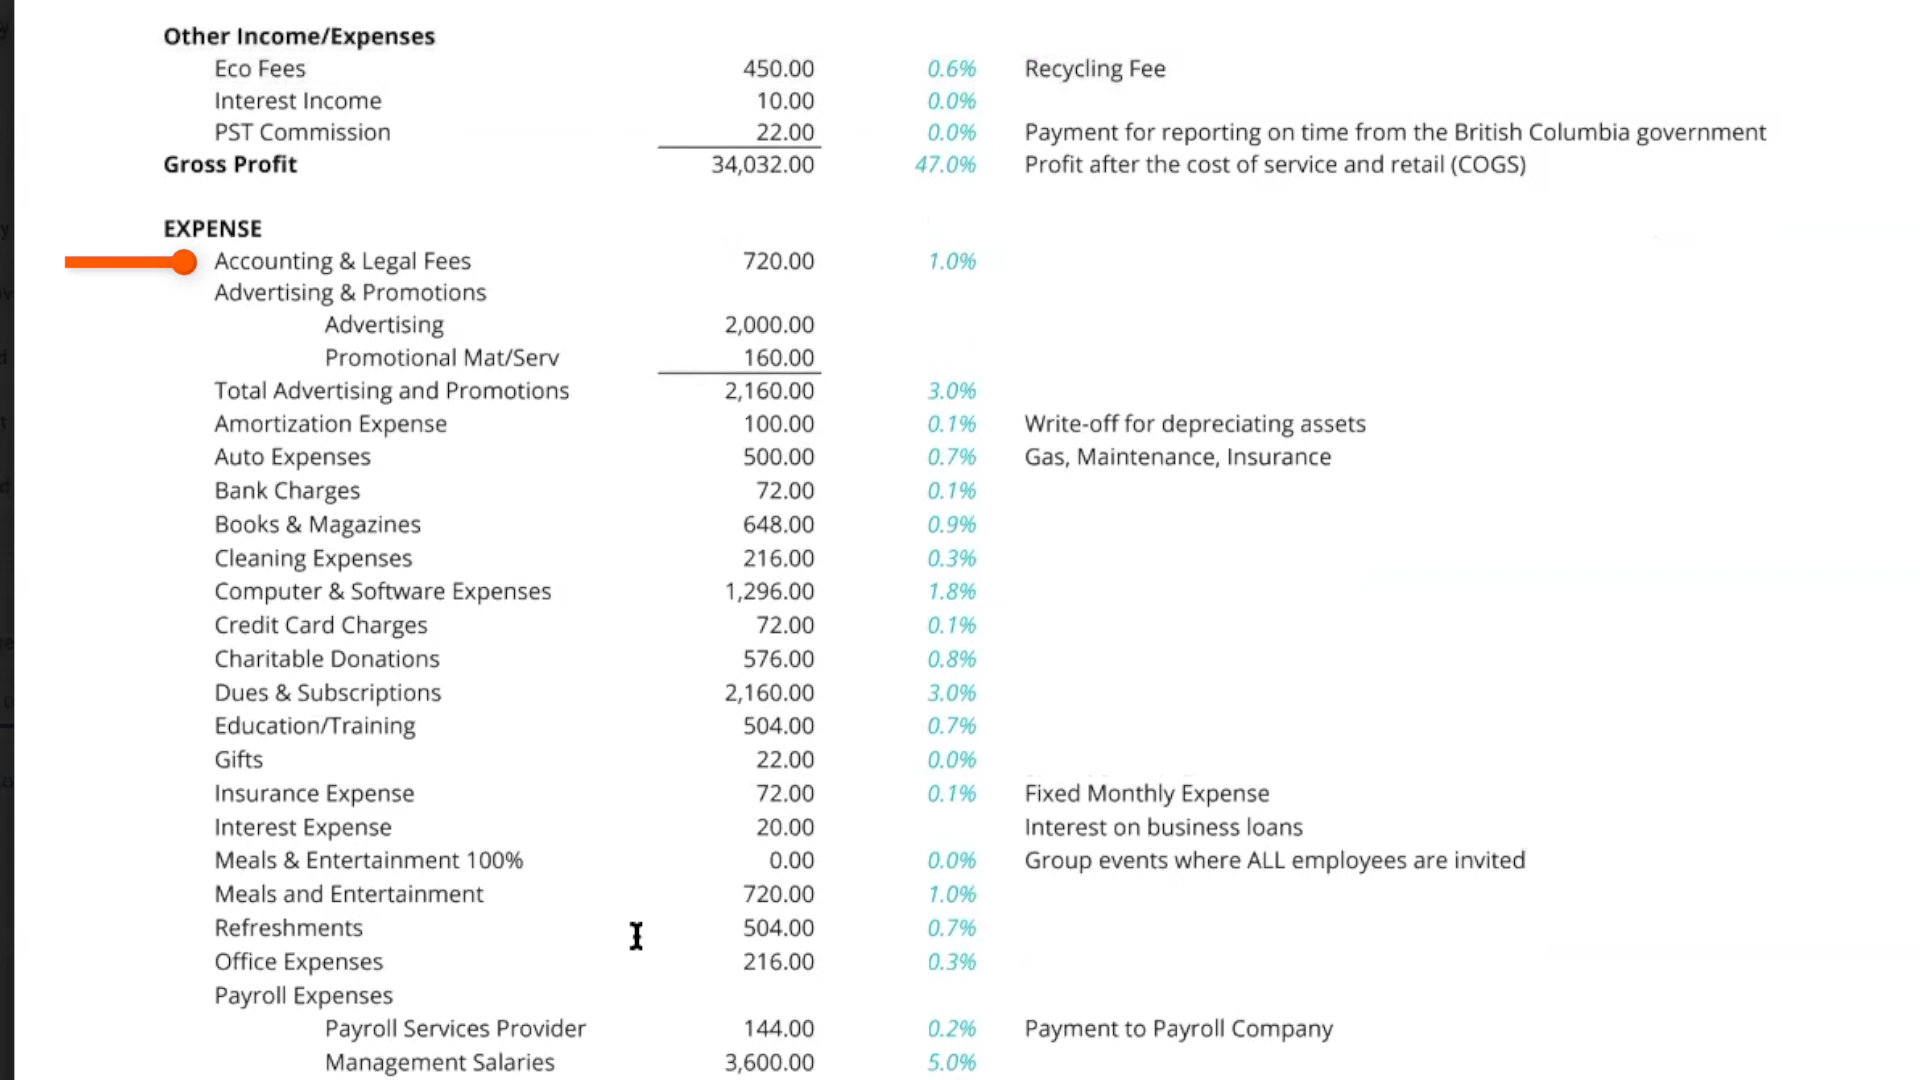 Other Income/Expenses
Eco Fees 450.00 0.6% Recycling Fee
Interest Income 10.00 0.0%
PST Commission 22.00 0.0% Payment for reporting on time from the British Columbia government
Gross Profit 34,032.00 47.0% Profit after the cost of service and retail (COGS)
EXPENSE
Accounting & Legal Fees 720.00 1.0%
Advertising & Promotions
Advertising 2,000.00
Promotional Mat/Serv 160.00
Total Advertising and Promotions 2,160.00 3.0%
Amortization Expense 100.00 0.1% Write-off for depreciating assets
Auto Expenses 500.00 0.7% Gas, Maintenance, Insurance
Bank Charges 72.00 0.1%
Books & Magazines 648.00 0.9%
Cleaning Expenses 216.00 0.3%
Computer & Software Expenses 1,296.00 1.8%
Credit Card Charges 72.00 0.1%
Charitable Donations 576.00 0.8%
Dues & Subscriptions 2,160.00 3.0%
Education/Training 504.00 0.7%
Gifts 22.00 0.0%
Insurance Expense 72.00 0.1% Fixed Monthly Expense
Interest Expense 20.00 Interest on business loans
Meals & Entertainment 100% 0.00 0.0% Group events where ALL employees are invited
Meals and Entertainment 720.00 1.0%
Refreshments 504.00 0.7%
Office Expenses 216.00 0.3%
Payroll Expenses
Payroll Services Provider 144.00 0.2% Payment to Payroll Company
Management Salaries 3,600.00 5.0%